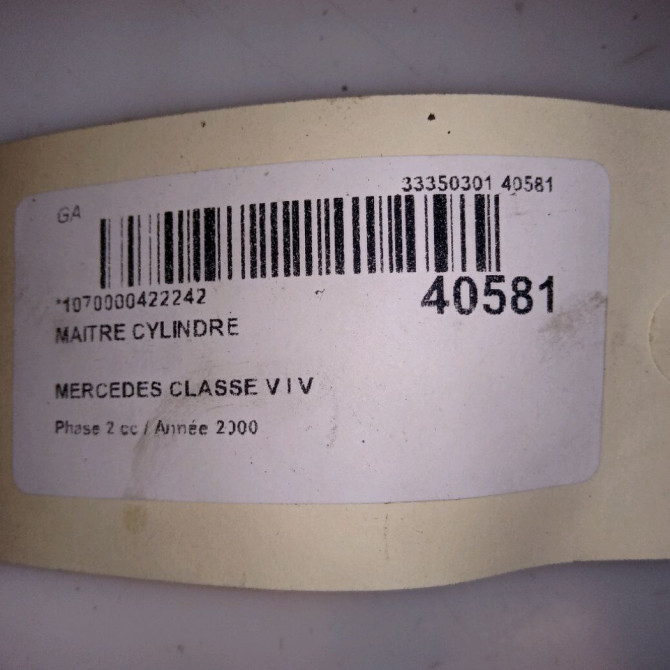 33350301 40581
GA
*1070000422242
40581
MAITRE CYLINDRE
MERCEDES CLASSE V I V
Phase 2 cc / Année 2000